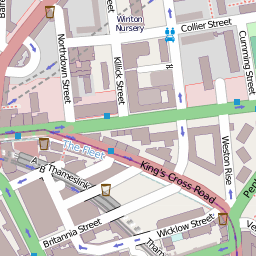 Winton
Nursery
Collier Street
Northdown Street
Killick Street
Cumming Street
The Fleet
Weston Rise
A B Thameslink
King's Cross Road
Britannia Street
Wicklow Street